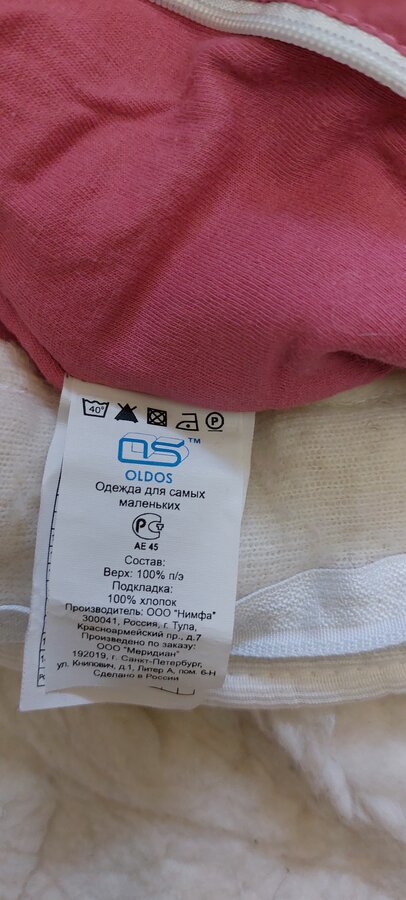 40°
P
OS™
OLDOS
Одежда для самых
маленьких
АЕ 45
Состав:
Верх: 100% п/э
Подкладка:
100% хлопок
Производитель: ООО "Нимфа"
300041, Россия, г. Тула,
Красноармейский пр., д.7
Произведено по заказу:
ООО "Меридиан"
192019, г. Санкт-Петербург,
ул. Книпович, д.1, Литер А, пом. 6-Н
Сделано в России